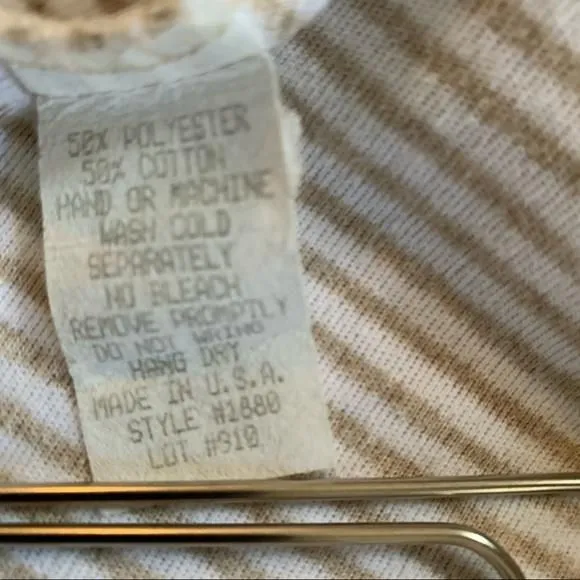 50% POLYESTER
50% COTTON
HAND OR MACHINE
WASH COLD
SEPARATELY
NO BLEACH
REMOVE PROMPTLY
DO NOT WRING
HANG DRY
MADE IN U.S.A.
STYLE #1880
LOT #910